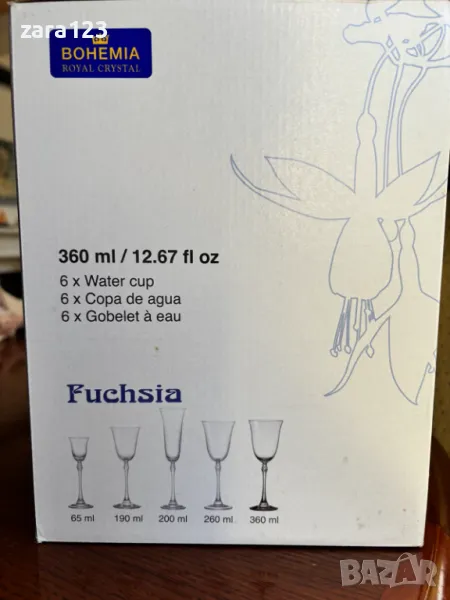 zara123
BOHEMIA
ROYAL CRYSTAL
360 ml / 12.67 fl oz
6 x Water cup
6 x Copa de agua
6 x Gobelet à eau
Fuchsia
65 ml 190 ml 200 ml 260 ml 360 ml
BAZAR